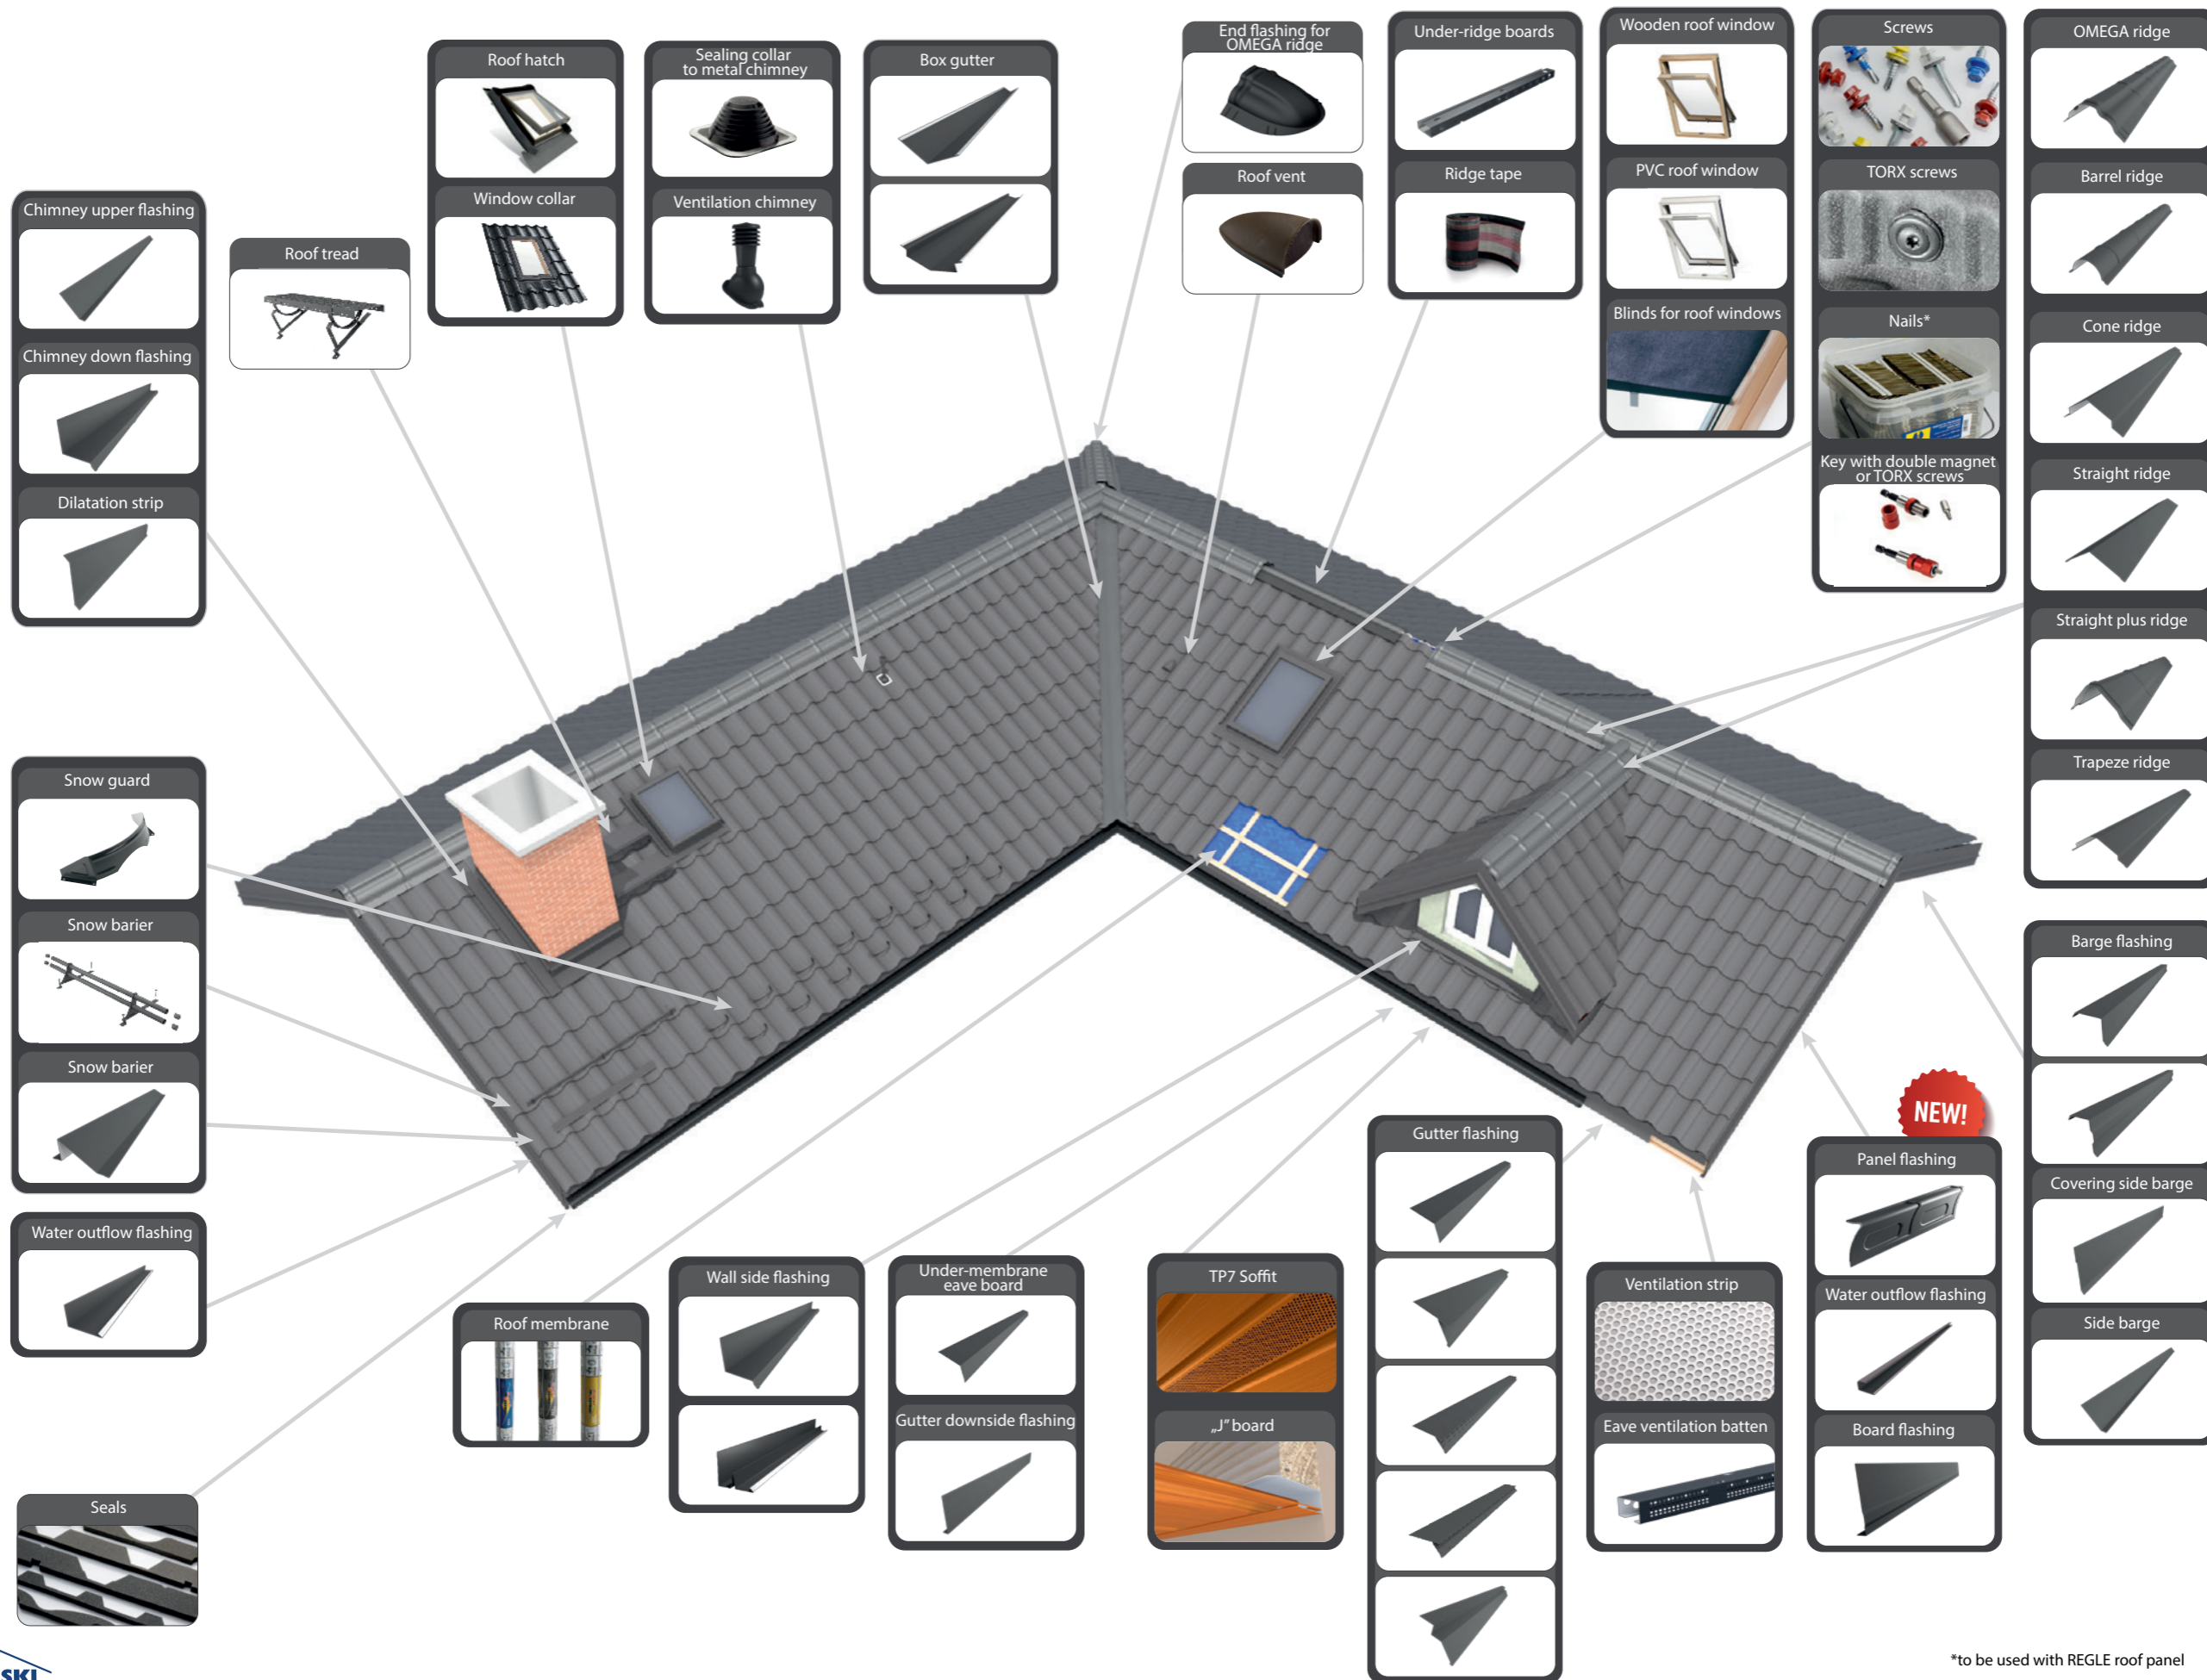 Chimney upper flashing
Chimney down flashing
Dilatation strip
Roof tread
Roof hatch
Window collar
Sealing collar
to metal chimney
Ventilation chimney
Box gutter
End flashing for
OMEGA ridge
Roof vent
Under-ridge boards
Ridge tape
Wooden roof window
PVC roof window
Blinds for roof windows
Screws
TORX screws
Nails*
Key with double magnet
or TORX screws
OMEGA ridge
Barrel ridge
Cone ridge
Straight ridge
Straight plus ridge
Trapeze ridge
Snow guard
Snow barier
Snow barier
Water outflow flashing
Seals
Roof membrane
Wall side flashing
Under-membrane
eave board
Gutter downside flashing
TP7 Soffit
„J" board
Gutter flashing
Ventilation strip
Eave ventilation batten
NEW!
Panel flashing
Water outflow flashing
Board flashing
Barge flashing
Covering side barge
Side barge
SKI
*to be used with REGLE roof panel